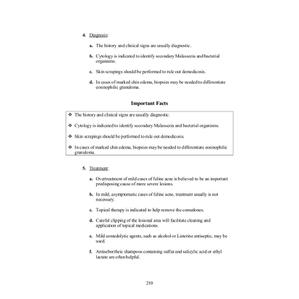 4. Diagnosis
a. The history and clinical signs are usually diagnostic.
b. Cytology is indicated to identify secondary Malassezia and bacterial
organisms.
c. Skin scrapings should be performed to rule out demodicosis.
d. In cases of marked chin edema, biopsies may be needed to differentiate
eosinophilic granuloma.
Important Facts
❖ The history and clinical signs are usually diagnostic.
❖ Cytology is indicated to identify secondary Malassezia and bacterial organisms.
❖ Skin scrapings should be performed to rule out demodicosis.
❖ In cases of marked chin edema, biopsies may be needed to differentiate eosinophilic
granuloma.
5. Treatment
a. Overtreatment of mild cases of feline acne is believed to be an important
predisposing cause of more severe lesions.
b. In mild, asymptomatic cases of feline acne, treatment usually is not
necessary.
c. Topical therapy is indicated to help remove the comedones.
d. Careful clipping of the lesional area will facilitate cleaning and
application of topical medications.
e. Mild comedolytic agents, such as alcohol or Listerine antiseptic, may be
used.
f. Antiseborrheic shampoos containing sulfur and salicylic acid or ethyl
lactate are often helpful.
210